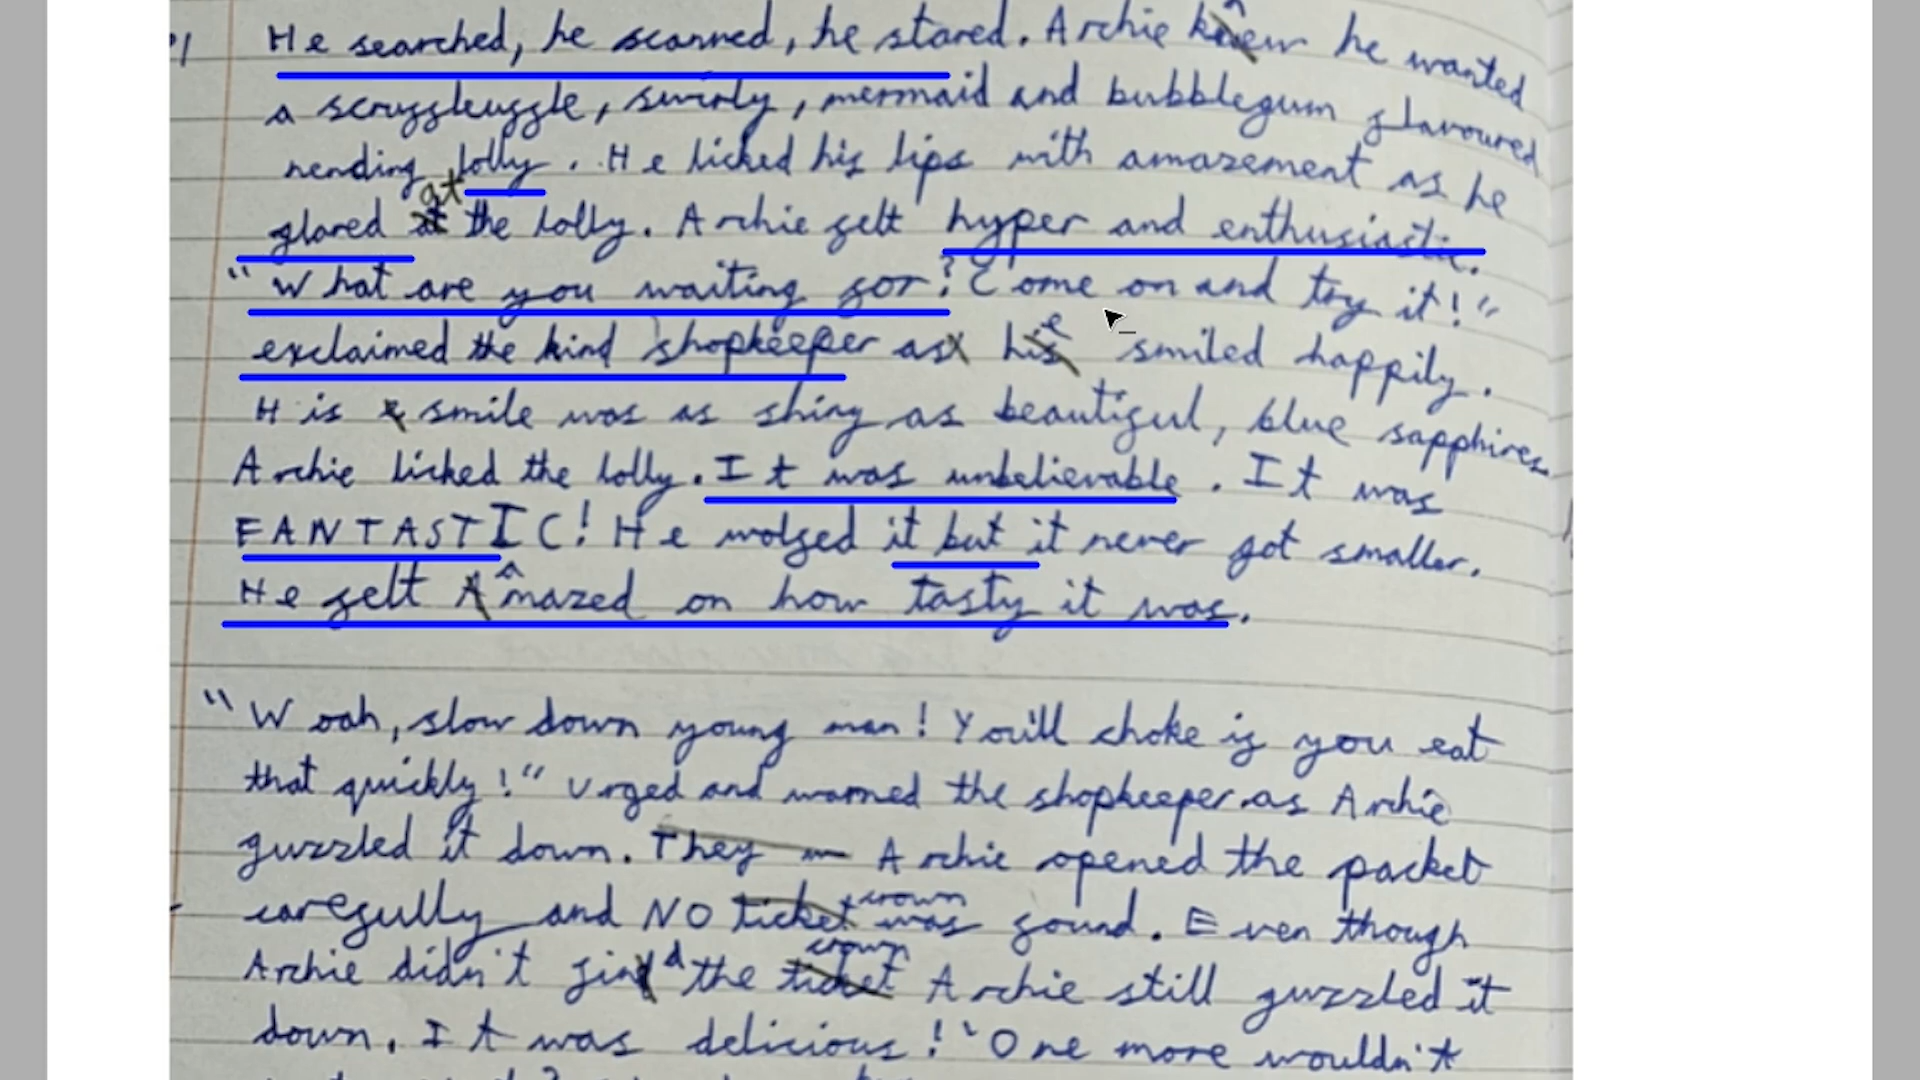 He searched, he scanned, he stared. Archie knew he wanted
a scruggleuggle, swirly, mermaid and bubblegum flavoured
nending lolly. He licked his lips with amazement as he
glared at the lolly. Archie felt hyper and enthusiastic.
"What are you waiting for? Come on and try it!"
exclaimed the kind shopkeeper as he smiled happily.
His smile was as shiny as beautiful, blue sapphires.
Archie licked the lolly. It was unbelievable. It was
FANTASTIC! He wolfed it but it never got smaller.
He felt amazed on how tasty it was.
"Woah, slow down young man! You'll choke if you eat
that quickly!" Urged and warned the shopkeeper as Archie
guzzled it down. They Archie opened the packet
carefully and NO ticket crown was found. Even though
Archie didn't find the ticket crown Archie still guzzled it
down. It was delicious! 'One more wouldn't